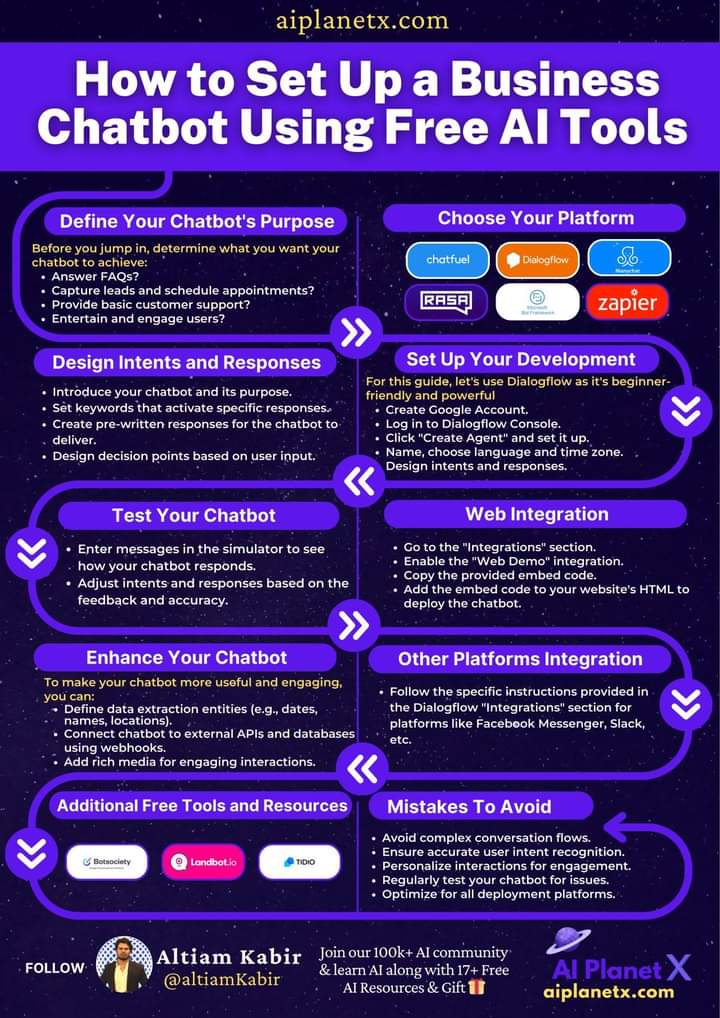 aiplanetx.com
How to Set Up a Business
Chatbot Using Free AI Tools
Define Your Chatbot's Purpose
Before you jump in, determine what you want your
chatbot to achieve:
• Answer FAQs?
• Capture leads and schedule appointments?
• Provide basic customer support?
• Entertain and engage users?
Choose Your Platform
chatfuel
Dialogflow
Manychat
RASA
Microsoft
Bot Framework
zapier
Design Intents and Responses
• Introduce your chatbot and its purpose.
• Set keywords that activate specific responses.
• Create pre-written responses for the chatbot to
deliver.
• Design decision points based on user input.
Set Up Your Development
For this guide, let's use Dialogflow as it's beginner-
friendly and powerful
• Create Google Account.
• Log in to Dialogflow Console.
• Click "Create Agent" and set it up.
• Name, choose language and time zone.
Design intents and responses.
Test Your Chatbot
• Enter messages in the simulator to see
how your chatbot responds.
• Adjust intents and responses based on the
feedback and accuracy.
Web Integration
• Go to the "Integrations" section.
• Enable the "Web Demo" integration.
• Copy the provided embed code.
• Add the embed code to your website's HTML to
deploy the chatbot.
Enhance Your Chatbot
To make your chatbot more useful and engaging,
you can:
• Define data extraction entities (e.g., dates,
names, locations).
• Connect chatbot to external APIs and databases
using webhooks.
• Add rich media for engaging interactions.
Other Platforms Integration
• Follow the specific instructions provided in
the Dialogflow "Integrations" section for
platforms like Facebook Messenger, Slack,
etc.
Additional Free Tools and Resources
Botsociety
Landbot.io
TIDIO
Mistakes To Avoid
• Avoid complex conversation flows.
• Ensure accurate user intent recognition.
• Personalize interactions for engagement.
• Regularly test your chatbot for issues.
• Optimize for all deployment platforms.
FOLLOW
Altiam Kabir
@altiamKabir
Join our 100k+ AI community
& learn AI along with 17+ Free
AI Resources & Gift
AI Planet X
aiplanetx.com